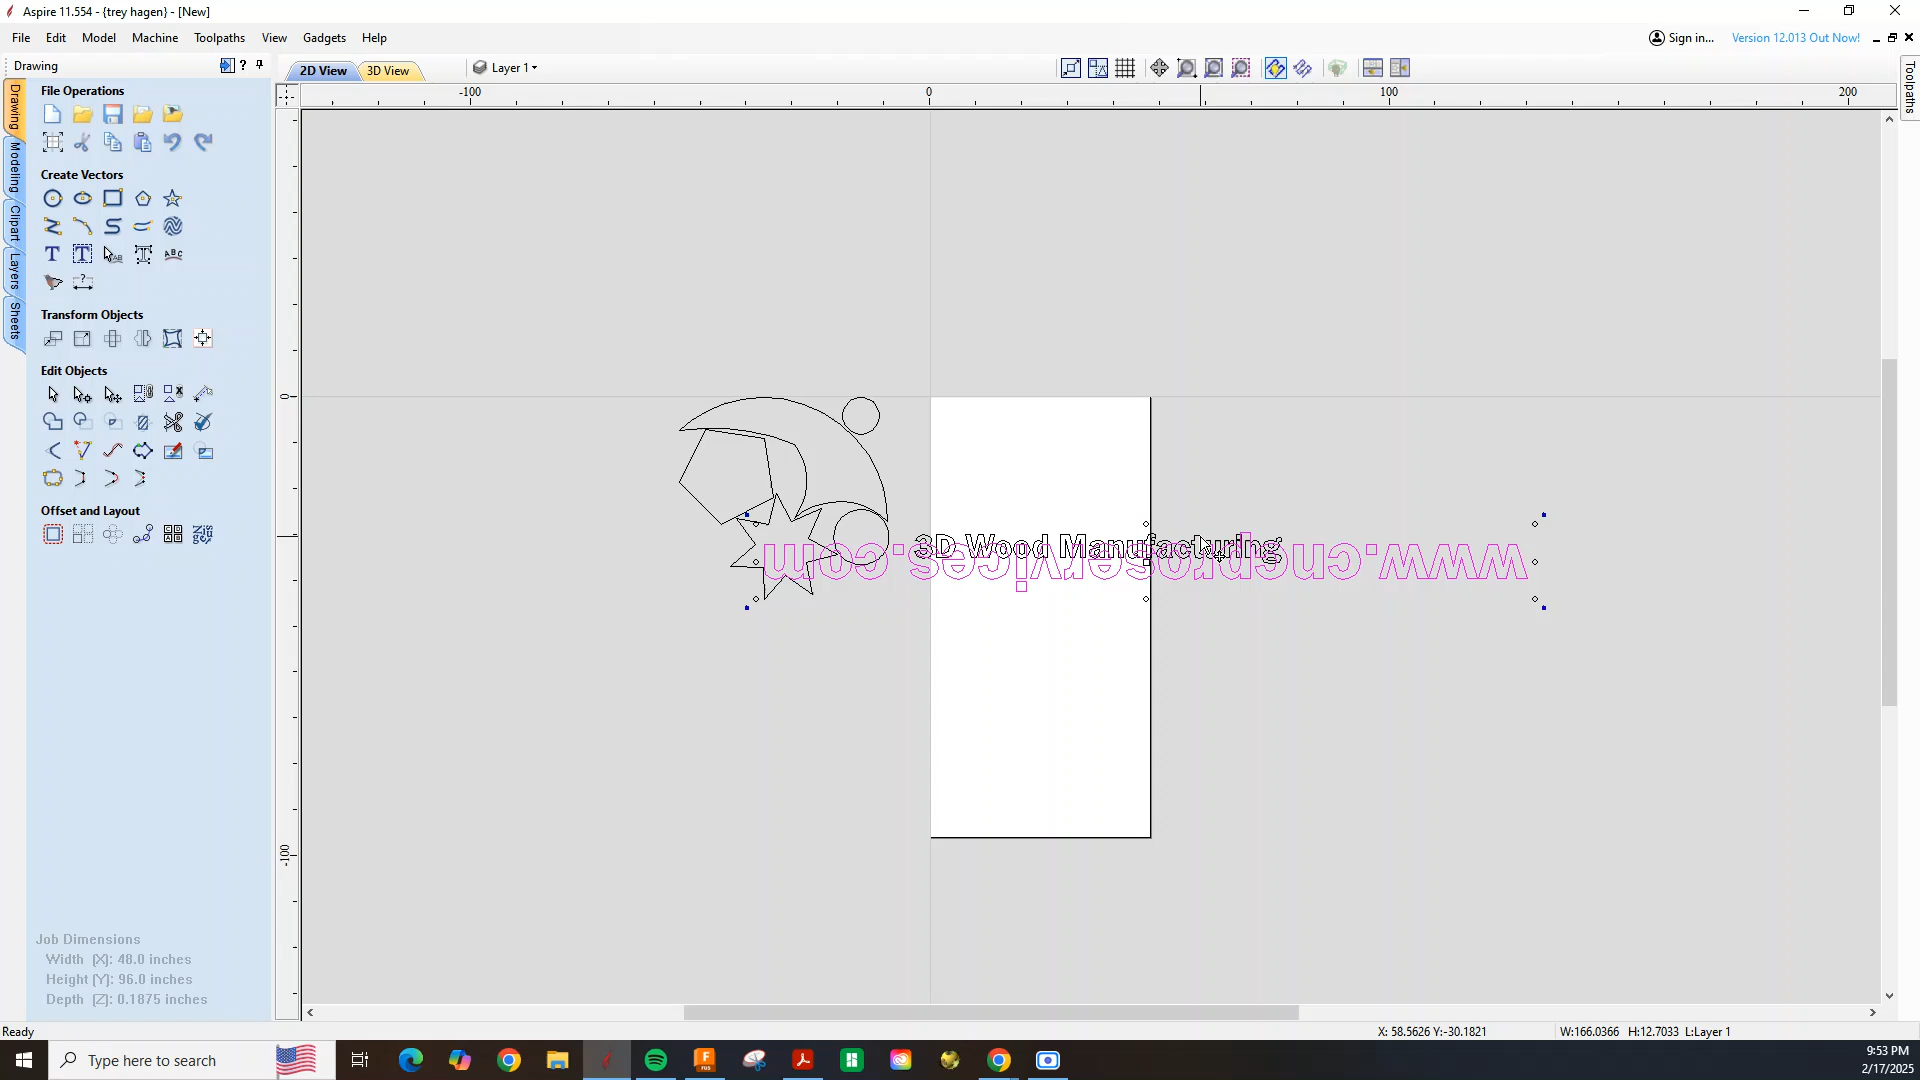 Aspire 11.554 - {trey hagen} - [New]
File Edit Model Machine Toolpaths View Gadgets Help
Sign in... Version 12.013 Out Now!
Drawing
2D View 3D View Layer 1
Toolpaths
Drawing
Modeling
Clipart
Layers
Sheets
File Operations
Create Vectors
Transform Objects
Edit Objects
Offset and Layout
-100 0 100 200
0
-100
3D Wood Manufacturing
www.cncproservices.com
Job Dimensions
Width (X): 48.0 inches
Height (Y): 96.0 inches
Depth (Z): 0.1875 inches
Ready
X: 58.5626 Y:-30.1821
W:166.0366 H:12.7033 L:Layer 1
Type here to search
9:53 PM
2/17/2025